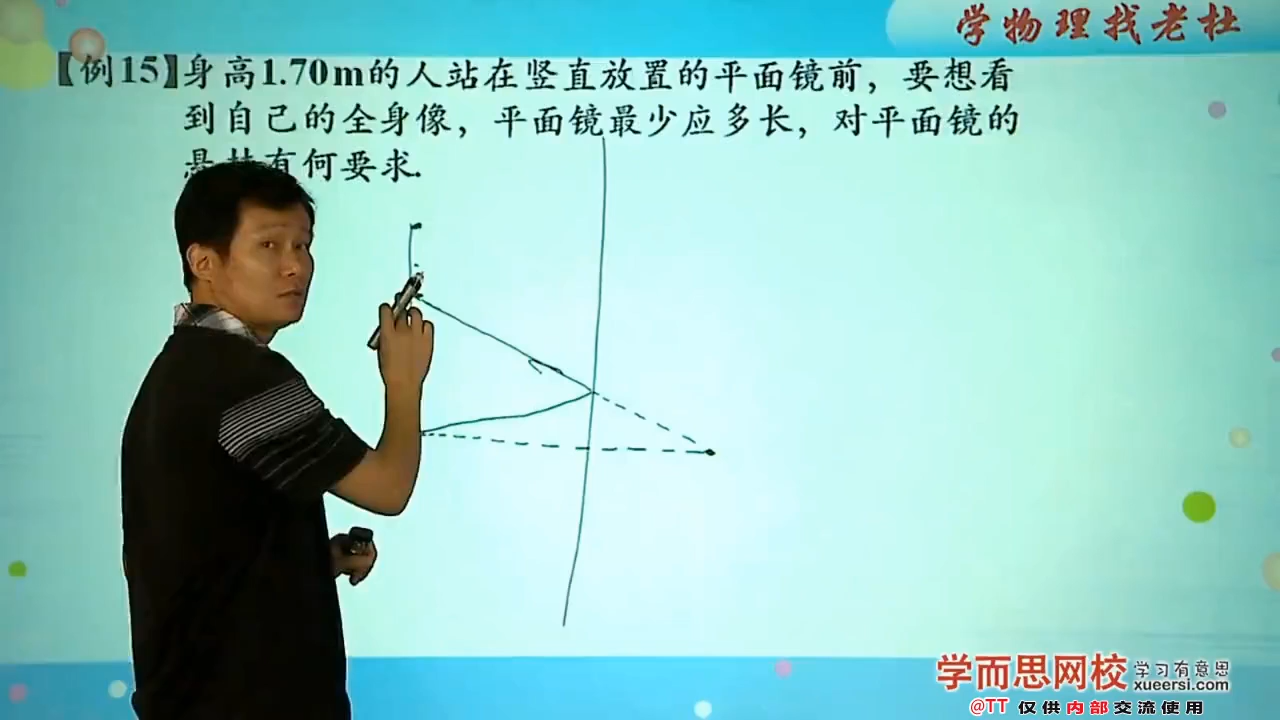 学物理找老杜
【例15】身高1.70m的人站在竖直放置的平面镜前，要想看
到自己的全身像，平面镜最少应多长，对平面镜的
有何要求.
学而思网校
学习有意思
xueersi.com
@TT 仅供内部交流使用